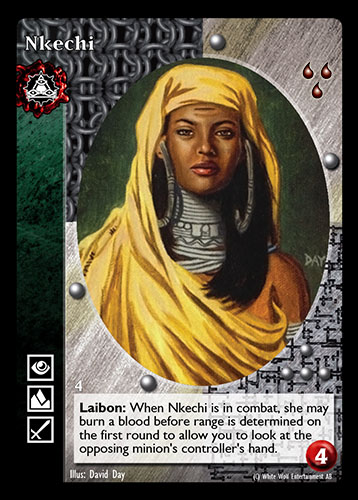 Nkechi
DAY
4
Laibon: When Nkechi is in combat, she may
burn a blood before range is determined on
the first round to allow you to look at the
opposing minion's controller's hand.
4
Illus: David Day
(C) White Wolf Entertainment AB